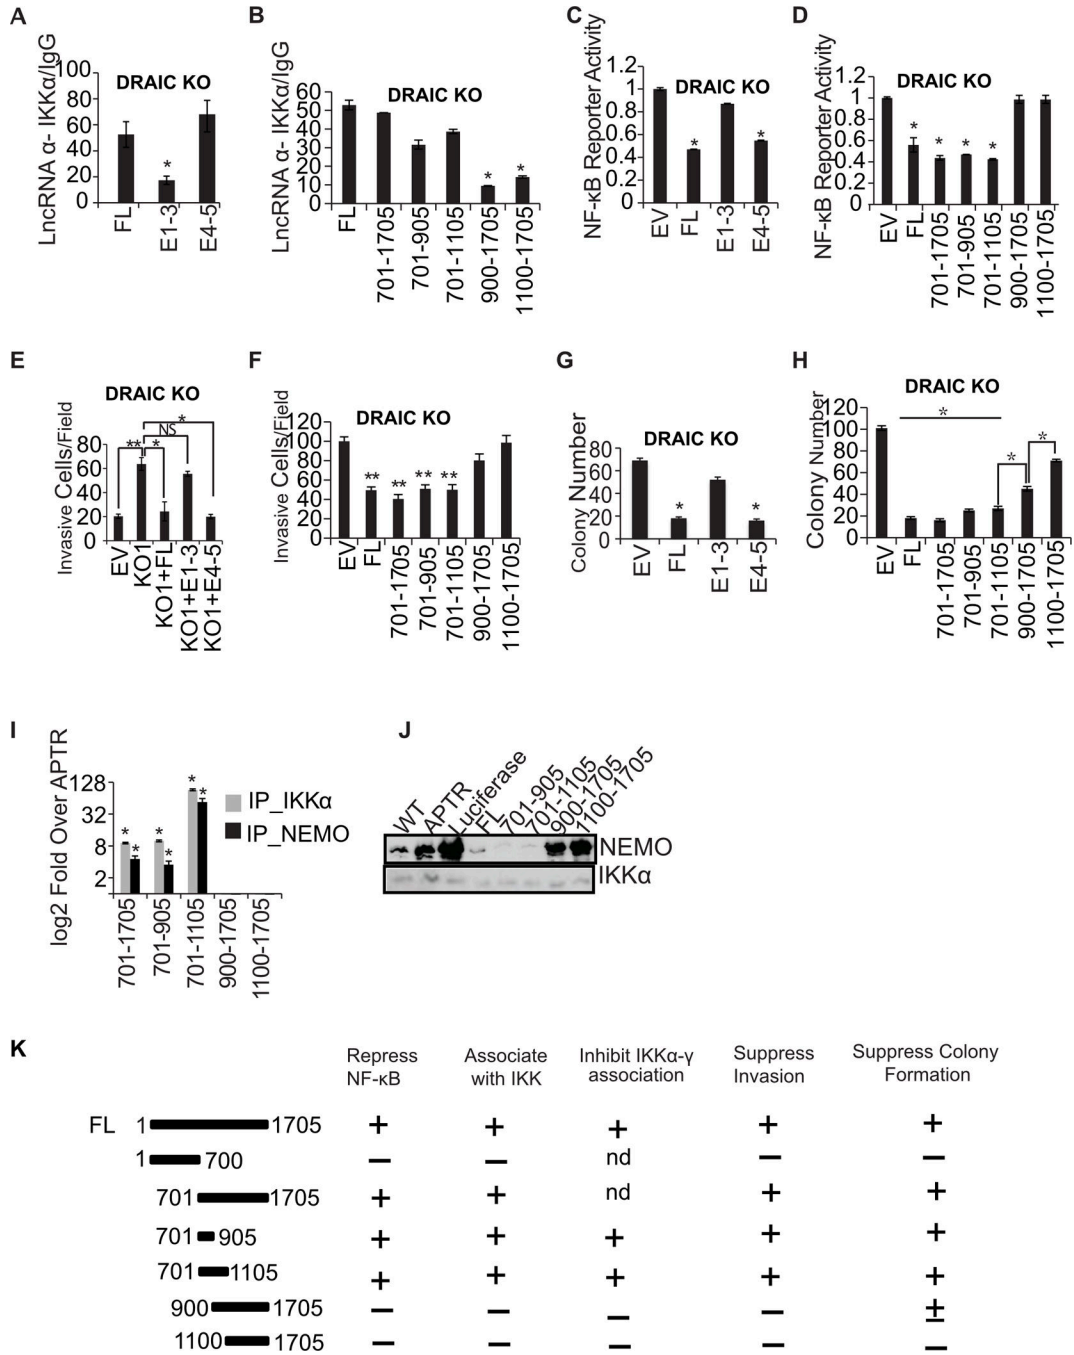 A
LncRNA α- IKKα/IgG
DRAIC KO
100
80
60
40
20
0
*
FL
E1-3
E4-5
B
LncRNA α- IKKα/IgG
DRAIC KO
60
50
40
30
20
10
0
* *
FL
701-1705
701-905
701-1105
900-1705
1100-1705
C
NF-κB Reporter Activity
DRAIC KO
1.2
1
0.8
0.6
0.4
0.2
0
* *
EV
FL
E1-3
E4-5
D
NF-κB Reporter Activity
DRAIC KO
1.2
1
0.8
0.6
0.4
0.2
0
* * * *
EV
FL
701-1705
701-905
701-1105
900-1705
1100-1705
E
Invasive Cells/Field
DRAIC KO
80
60
40
20
0
*
NS
** *
EV
KO1
KO1+FL
KO1+E1-3
KO1+E4-5
F
Invasive Cells/Field
DRAIC KO
120
100
80
60
40
20
0
** ** ** **
EV
FL
701-1705
701-905
701-1105
900-1705
1100-1705
G
Colony Number
DRAIC KO
80
60
40
20
0
* *
EV
FL
E1-3
E4-5
H
Colony Number
DRAIC KO
120
100
80
60
40
20
0
*
* *
EV
FL
701-1705
701-905
701-1105
900-1705
1100-1705
I
log2 Fold Over APTR
128
32
8
2
* * * * * *
IP_IKKα
IP_NEMO
701-1705
701-905
701-1105
900-1705
1100-1705
J
WT
APTR
Luciferase
FL
701-905
701-1105
900-1705
1100-1705
NEMO
IKKα
K
Repress
NF-κB
Associate
with IKK
Inhibit IKKα-γ
association
Suppress
Invasion
Suppress Colony
Formation
FL 1 1705 + + + + +
1 700 − − nd − −
701 1705 + + nd + +
701 905 + + + + +
701 1105 + + + + +
900 1705 − − − − ±
1100 1705 − − − − −